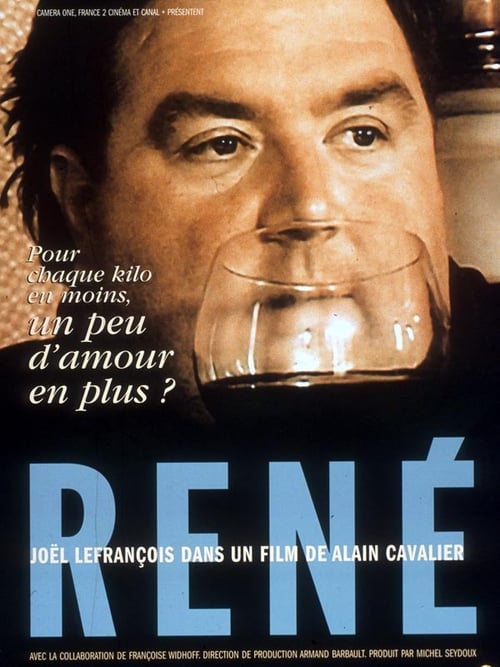 CAMERA ONE, FRANCE 2 CINÉMA ET CANAL + PRÉSENTENT
Pour
chaque kilo
en moins,
un peu
d'amour
en plus ?
RENÉ
JOËL LEFRANÇOIS DANS UN FILM DE ALAIN CAVALIER
AVEC LA COLLABORATION DE FRANÇOISE WIDHOFF. DIRECTION DE PRODUCTION ARMAND BARBAULT. PRODUIT PAR MICHEL SEYDOUX